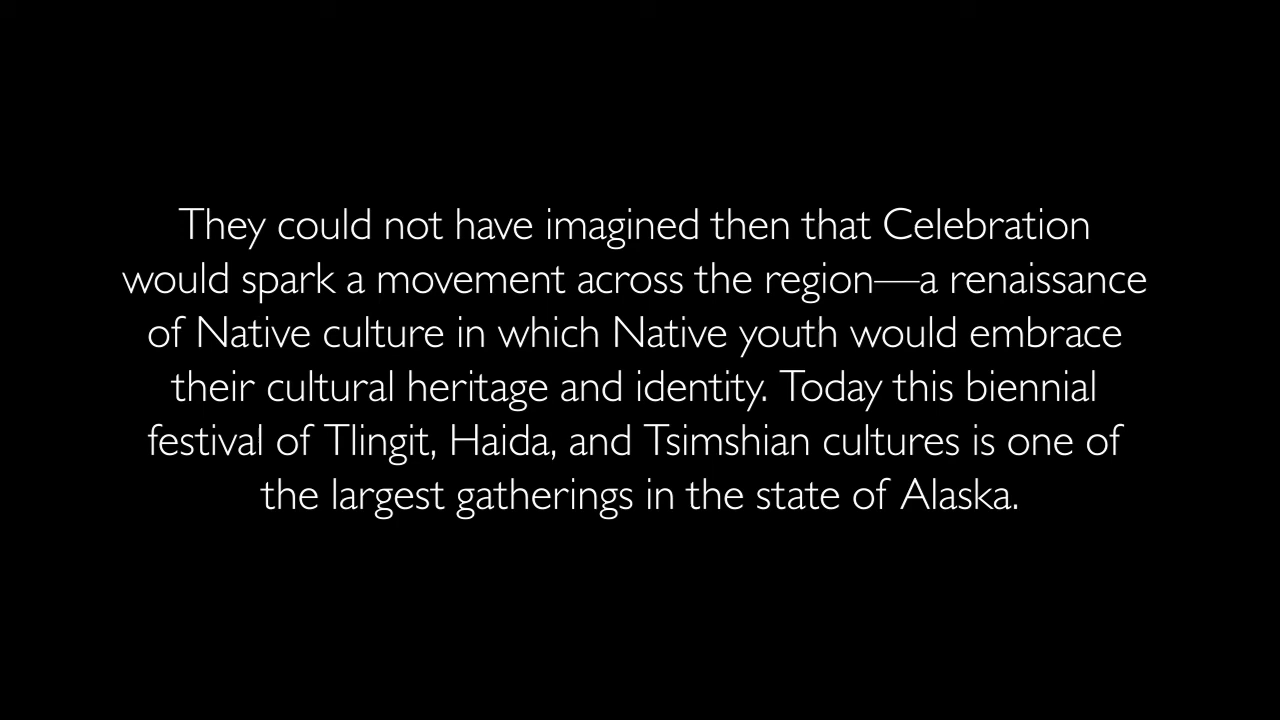 They could not have imagined then that Celebration
would spark a movement across the region—a renaissance
of Native culture in which Native youth would embrace
their cultural heritage and identity. Today this biennial
festival of Tlingit, Haida, and Tsimshian cultures is one of
the largest gatherings in the state of Alaska.